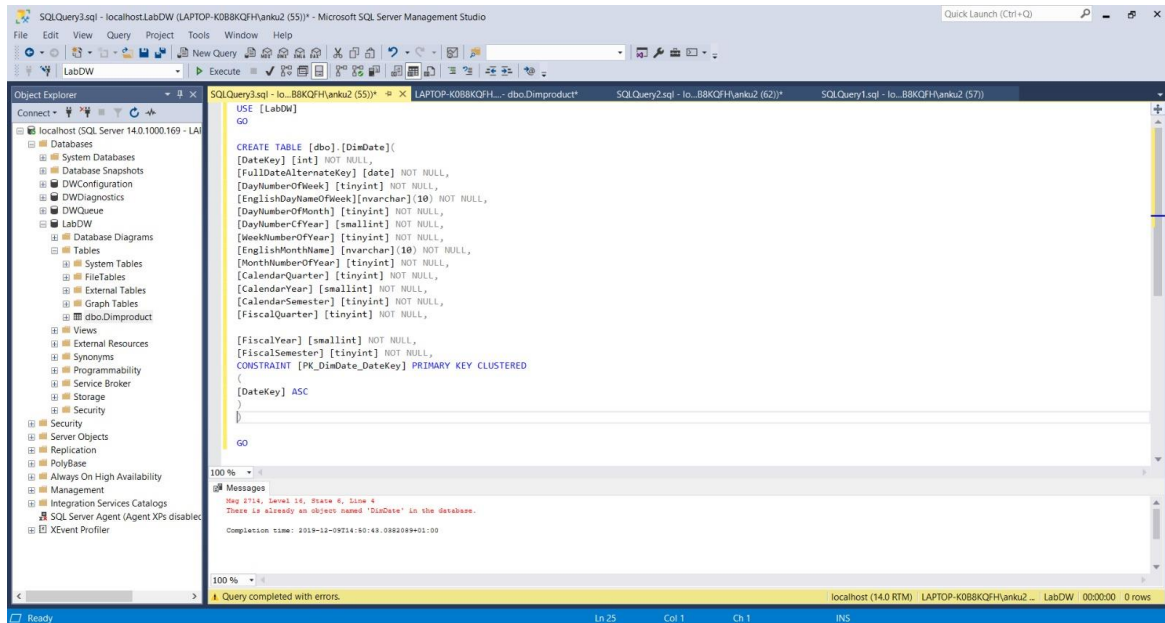 SQLQuery3.sql - localhost.LabDW (LAPTOP-K0B8KQFH\anku2 (55))* - Microsoft SQL Server Management Studio
Quick Launch (Ctrl+Q)
File Edit View Query Project Tools Window Help
New Query
LabDW
Execute
Object Explorer
Connect
localhost (SQL Server 14.0.1000.169 - LAI
Databases
System Databases
Database Snapshots
DWConfiguration
DWDiagnostics
DWQueue
LabDW
Database Diagrams
Tables
System Tables
FileTables
External Tables
Graph Tables
dbo.Dimproduct
Views
External Resources
Synonyms
Programmability
Service Broker
Storage
Security
Security
Server Objects
Replication
PolyBase
Always On High Availability
Management
Integration Services Catalogs
SQL Server Agent (Agent XPs disablec
XEvent Profiler
SQLQuery3.sql - lo...B8KQFH\anku2 (55))* LAPTOP-K0B8KQFH....- dbo.Dimproduct* SQLQuery2.sql - lo...B8KQFH\anku2 (62))* SQLQuery1.sql - lo...B8KQFH\anku2 (57))
USE [LabDW]
GO
CREATE TABLE [dbo].[DimDate](
[DateKey] [int] NOT NULL,
[FullDateAlternateKey] [date] NOT NULL,
[DayNumberOfWeek] [tinyint] NOT NULL,
[EnglishDayNameOfWeek][nvarchar](10) NOT NULL,
[DayNumberOfMonth] [tinyint] NOT NULL,
[DayNumberCfYear] [smallint] NOT NULL,
[WeekNumberOfYear] [tinyint] NOT NULL,
[EnglishMonthName] [nvarchar](10) NOT NULL,
[MonthNumberOfYear] [tinyint] NOT NULL,
[CalendarQuarter] [tinyint] NOT NULL,
[CalendarYear] [smallint] NOT NULL,
[CalendarSemester] [tinyint] NOT NULL,
[FiscalQuarter] [tinyint] NOT NULL,
[FiscalYear] [smallint] NOT NULL,
[FiscalSemester] [tinyint] NOT NULL,
CONSTRAINT [PK_DimDate_DateKey] PRIMARY KEY CLUSTERED
(
[DateKey] ASC
)
)
GO
100 %
Messages
Msg 2714, Level 16, State 6, Line 4
There is already an object named 'DimDate' in the database.
Completion time: 2019-12-09T14:50:43.0382089+01:00
100 %
Query completed with errors.
localhost (14.0 RTM) LAPTOP-K0B8KQFH\anku2 ... LabDW 00:00:00 0 rows
Ready Ln 25 Col 1 Ch 1 INS